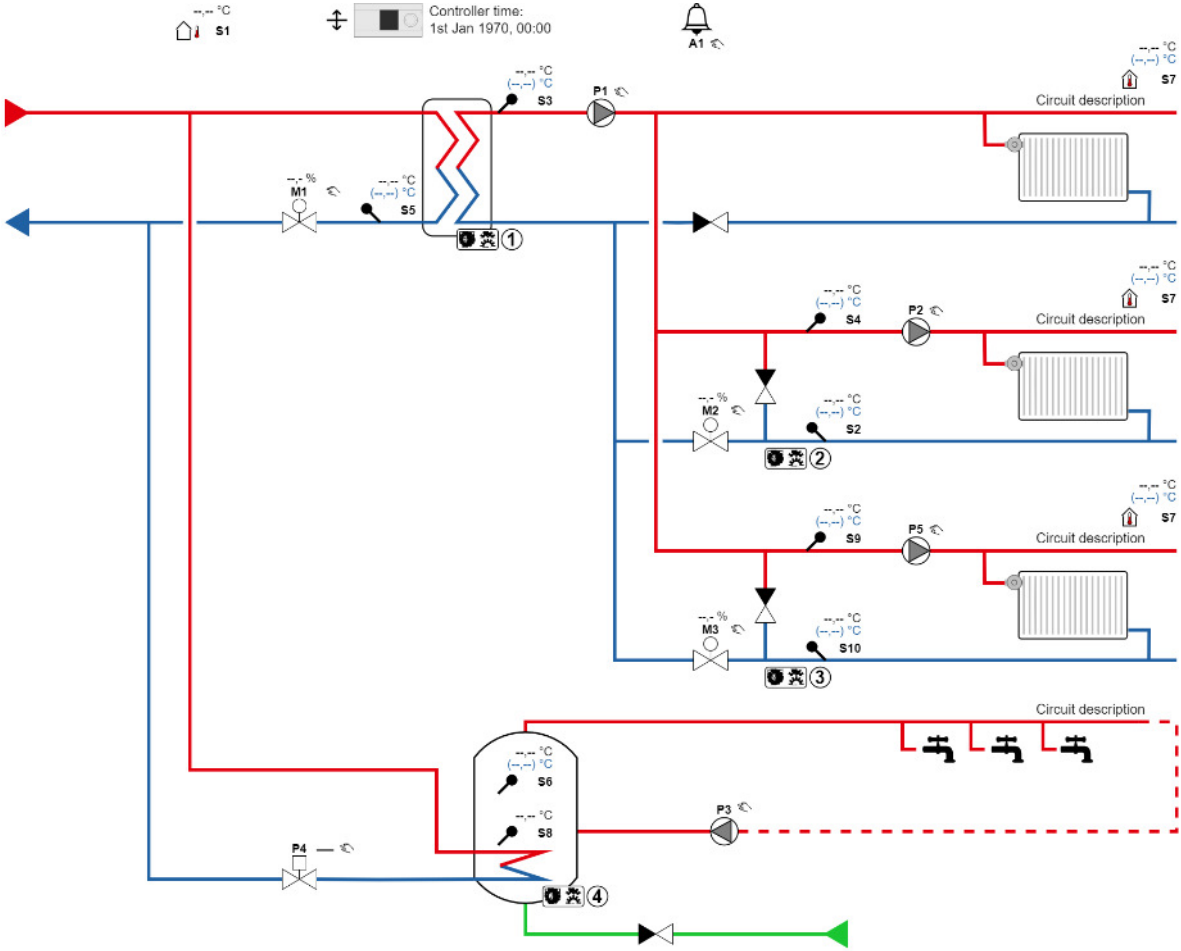 --,-- °C
S1
Controller time:
1st Jan 1970, 00:00
A1
--,-- °C
(--,--) °C
S7
Circuit description
--,-- °C
(--,--) °C
S3
P1
--,- %
M1
--,-- °C
(--,--) °C
S5
1
--,-- °C
(--,--) °C
S7
Circuit description
--,-- °C
(--,--) °C
S4
P2
--,- %
M2
--,-- °C
(--,--) °C
S2
2
--,-- °C
(--,--) °C
S7
Circuit description
--,-- °C
(--,--) °C
S9
P5
--,- %
M3
--,-- °C
(--,--) °C
S10
3
Circuit description
--,-- °C
(--,--) °C
S6
--,-- °C
S8
P3
P4 —
4